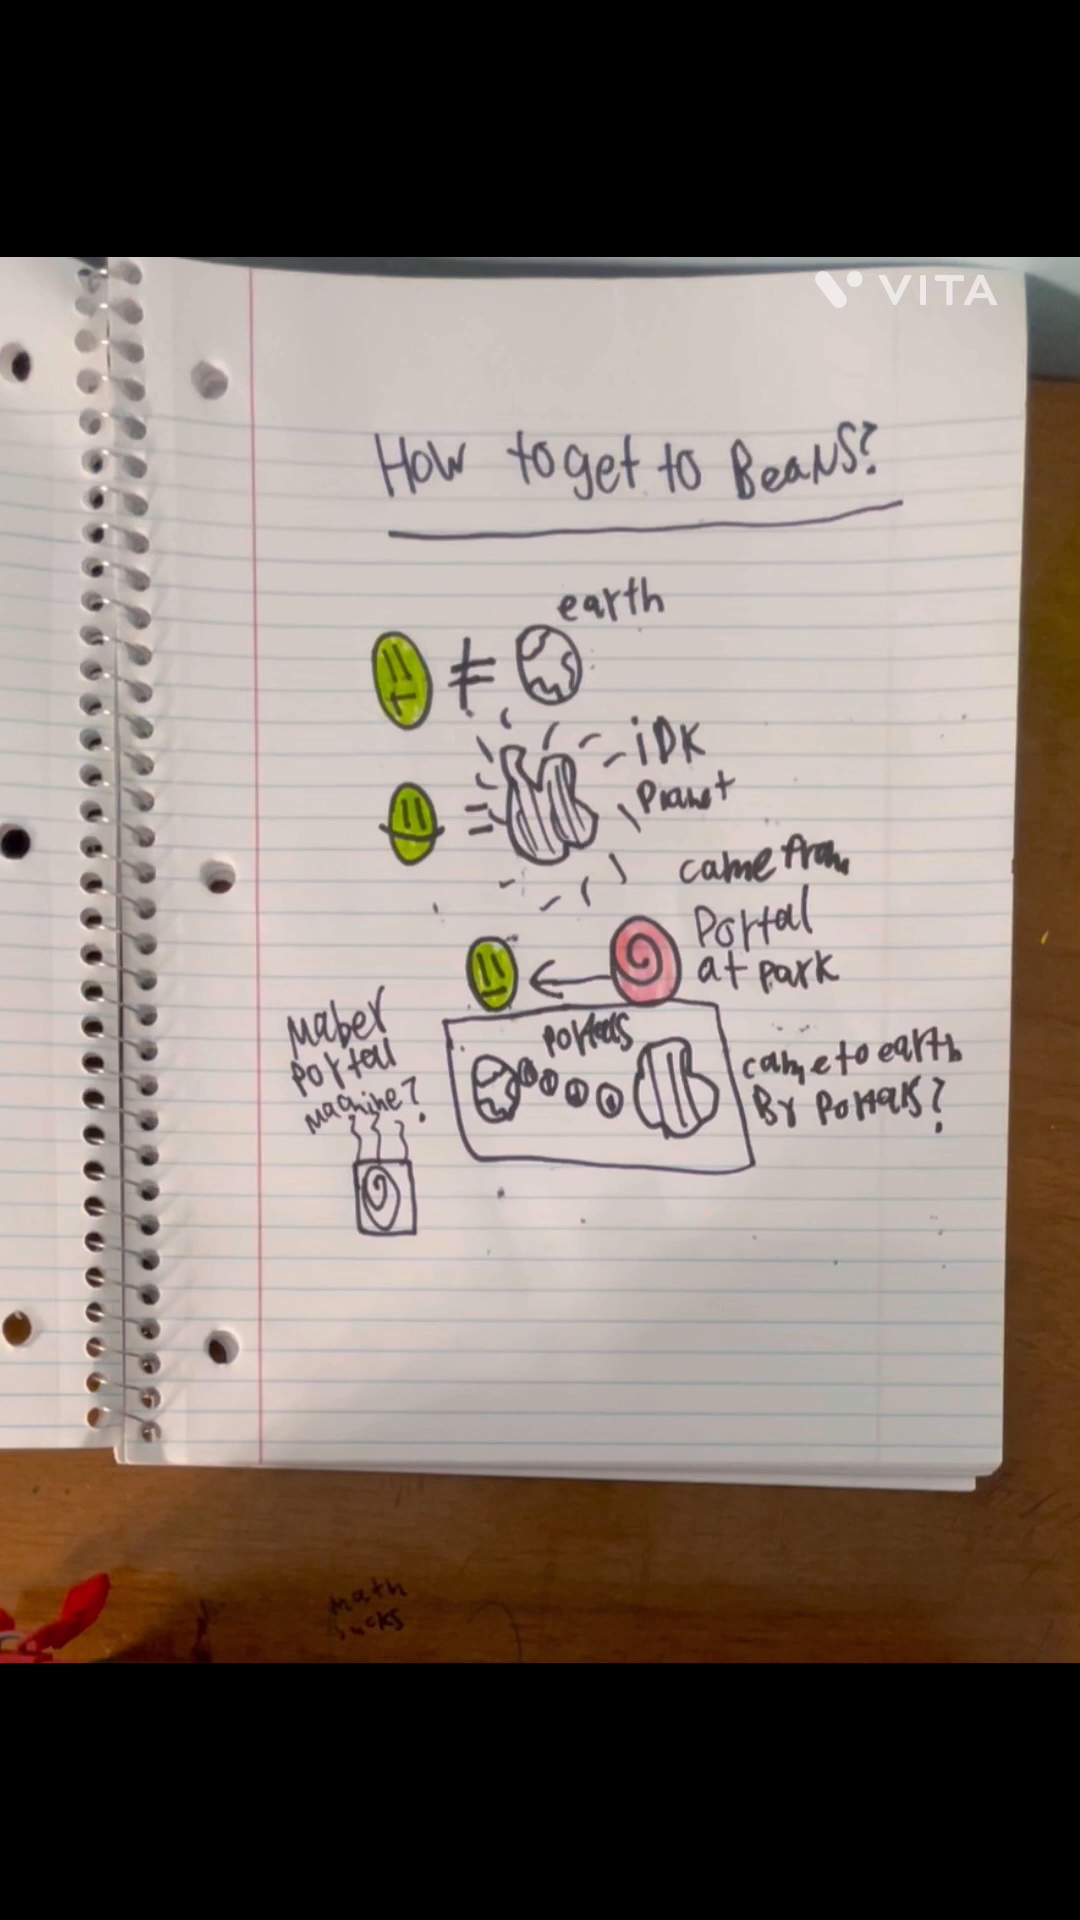 VITA
How to get to BeaNS?
earth
iDK
Planet
came from
Portal
at park
Maber
portal
machine?
portals
came to earth
By Portals?
math
sucks